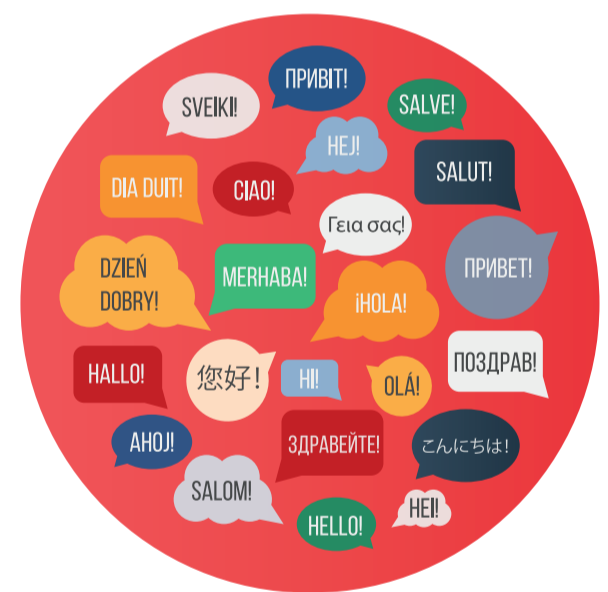 ПРИВІТ!
SVEIKI!
SALVE!
HEJ!
SALUT!
DIA DUIT!
CIAO!
Γεια σας!
DZIEŃ
DOBRY!
MERHABA!
ПРИВЕТ!
¡HOLA!
ПОЗДРАВ!
HALLO!
您好!
HI!
OLÁ!
AHOJ!
ЗДРАВЕЙТЕ!
こんにちは!
SALOM!
HEI!
HELLO!